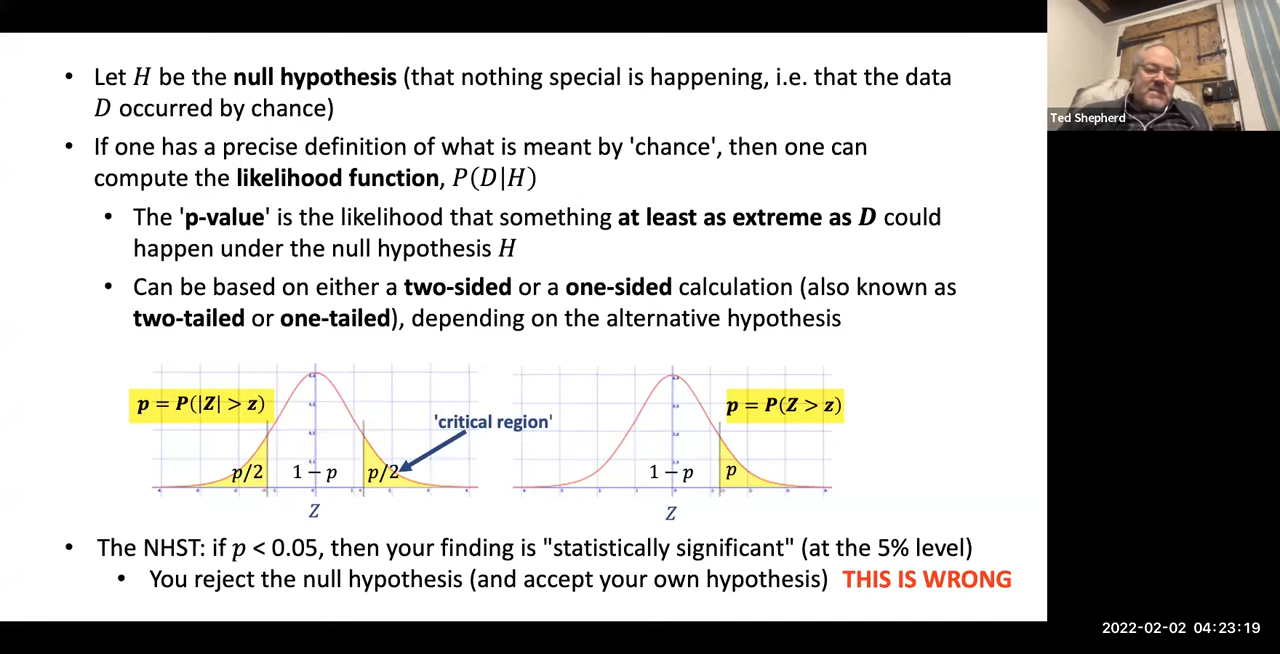 • Let H be the null hypothesis (that nothing special is happening, i.e. that the data
D occurred by chance)
• If one has a precise definition of what is meant by 'chance', then one can
compute the likelihood function, P(D|H)
• The 'p-value' is the likelihood that something at least as extreme as D could
happen under the null hypothesis H
• Can be based on either a two-sided or a one-sided calculation (also known as
two-tailed or one-tailed), depending on the alternative hypothesis
p = P(|Z| > z)
'critical region'
p/2
1 − p
p/2
Z
p = P(Z > z)
1 − p
p
Z
• The NHST: if p < 0.05, then your finding is "statistically significant" (at the 5% level)
• You reject the null hypothesis (and accept your own hypothesis) THIS IS WRONG
Ted Shepherd
2022-02-02 04:23:19